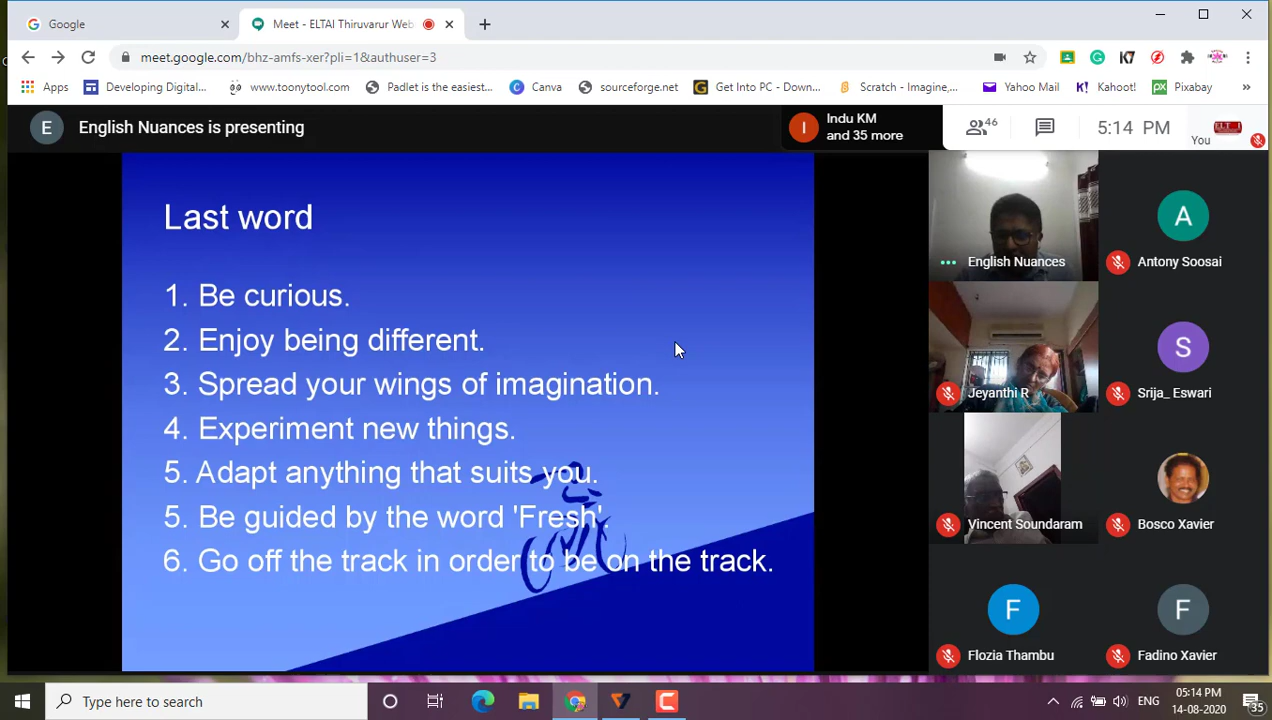 Google
Meet - ELTAI Thiruvarur Web
meet.google.com/bhz-amfs-xer?pli=1&authuser=3
Apps
Developing Digital...
www.tonytool.com
Padlet is the easiest...
Canva
sourceforge.net
Get Into PC - Down...
Scratch - Imagine,...
Yahoo Mail
Kahoot!
Pixabay
E English Nuances is presenting
I Indu KM
and 35 more
46
5:14 PM
You
Last word
1. Be curious.
2. Enjoy being different.
3. Spread your wings of imagination.
4. Experiment new things.
5. Adapt anything that suits you.
5. Be guided by the word 'Fresh'.
6. Go off the track in order to be on the track.
English Nuances
A
Antony Soosai
Jeyanthi R
S
Srija_ Eswari
Vincent Soundaram
Bosco Xavier
F
Flozia Thambu
F
Fadino Xavier
Type here to search
ENG
05:14 PM
14-08-2020
35